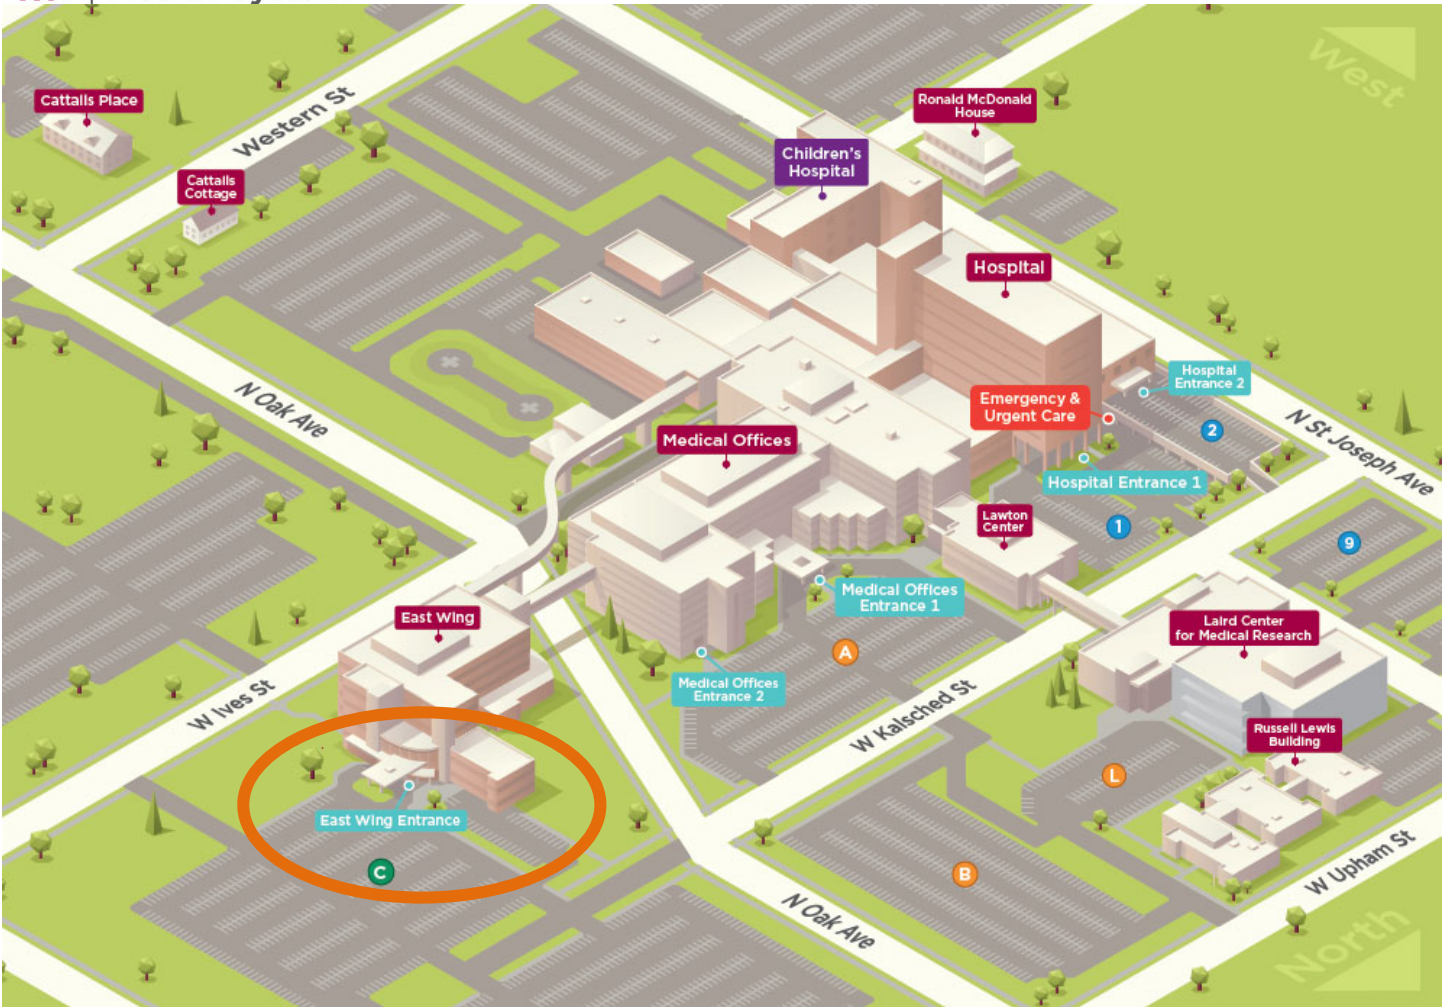 West
Cattails Place
Ronald McDonald
House
Western St
Children's
Hospital
Cattails
Cottage
Hospital
Hospital
Entrance 2
N Oak Ave
Emergency &
Urgent Care
2
N St Joseph Ave
Medical Offices
Hospital Entrance 1
Lawton
Center
1
9
Medical Offices
Entrance 1
East Wing
Laird Center
for Medical Research
A
W Ives St
Medical Offices
Entrance 2
W Kalsched St
Russell Lewis
Building
L
East Wing Entrance
C
B
W Upham St
N Oak Ave
North